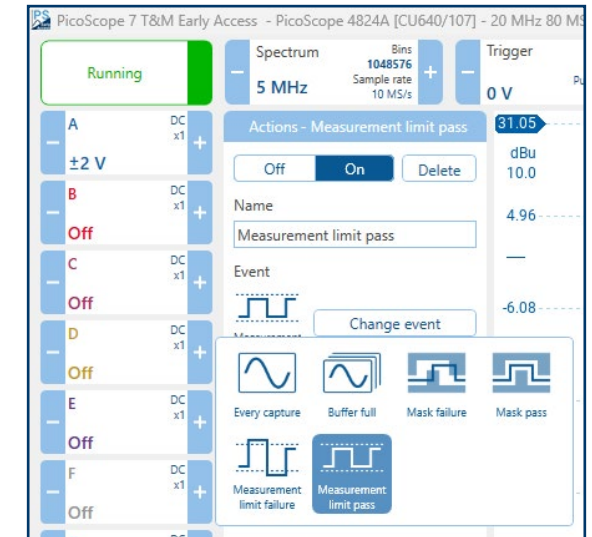 PicoScope 7 T&M Early Access - PicoScope 4824A [CU640/107] - 20 MHz 80
Running
Spectrum
5 MHz
Bins
1048576
Sample rate
10 MS/s
Trigger
0 V
A
DC
x1
±2 V
B
DC
x1
Off
C
DC
x1
Off
D
DC
x1
Off
E
DC
x1
Off
F
DC
x1
Off
Actions - Measurement limit pass
Off
On
Delete
Name
Measurement limit pass
Event
Change event
Every capture
Buffer full
Mask failure
Mask pass
Measurement
limit failure
Measurement
limit pass
31.05
dBu
10.0
4.96
-6.08